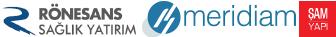 RÖNESANS
SAĞLIK YATIRIM
meridiam
ŞAM
YAPI